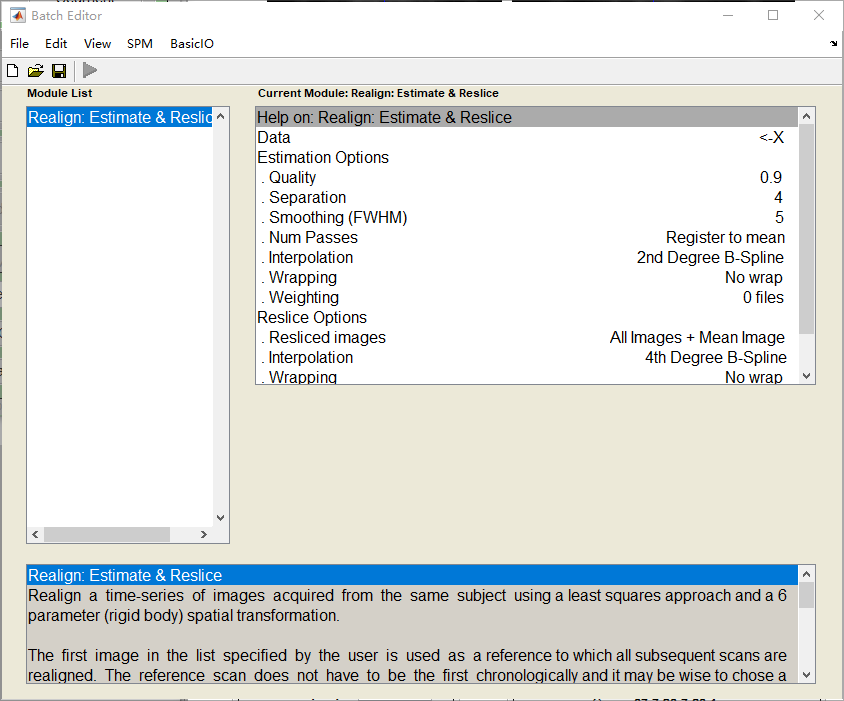 Batch Editor
File Edit View SPM BasicIO
Module List
Current Module: Realign: Estimate & Reslice
Realign: Estimate & Reslic
Help on: Realign: Estimate & Reslice
Data <-X
Estimation Options
. Quality 0.9
. Separation 4
. Smoothing (FWHM) 5
. Num Passes Register to mean
. Interpolation 2nd Degree B-Spline
. Wrapping No wrap
. Weighting 0 files
Reslice Options
. Resliced images All Images + Mean Image
. Interpolation 4th Degree B-Spline
. Wrapping No wrap
Realign: Estimate & Reslice
Realign a time-series of images acquired from the same subject using a least squares approach and a 6
parameter (rigid body) spatial transformation.
The first image in the list specified by the user is used as a reference to which all subsequent scans are
realigned. The reference scan does not have to be the first chronologically and it may be wise to chose a